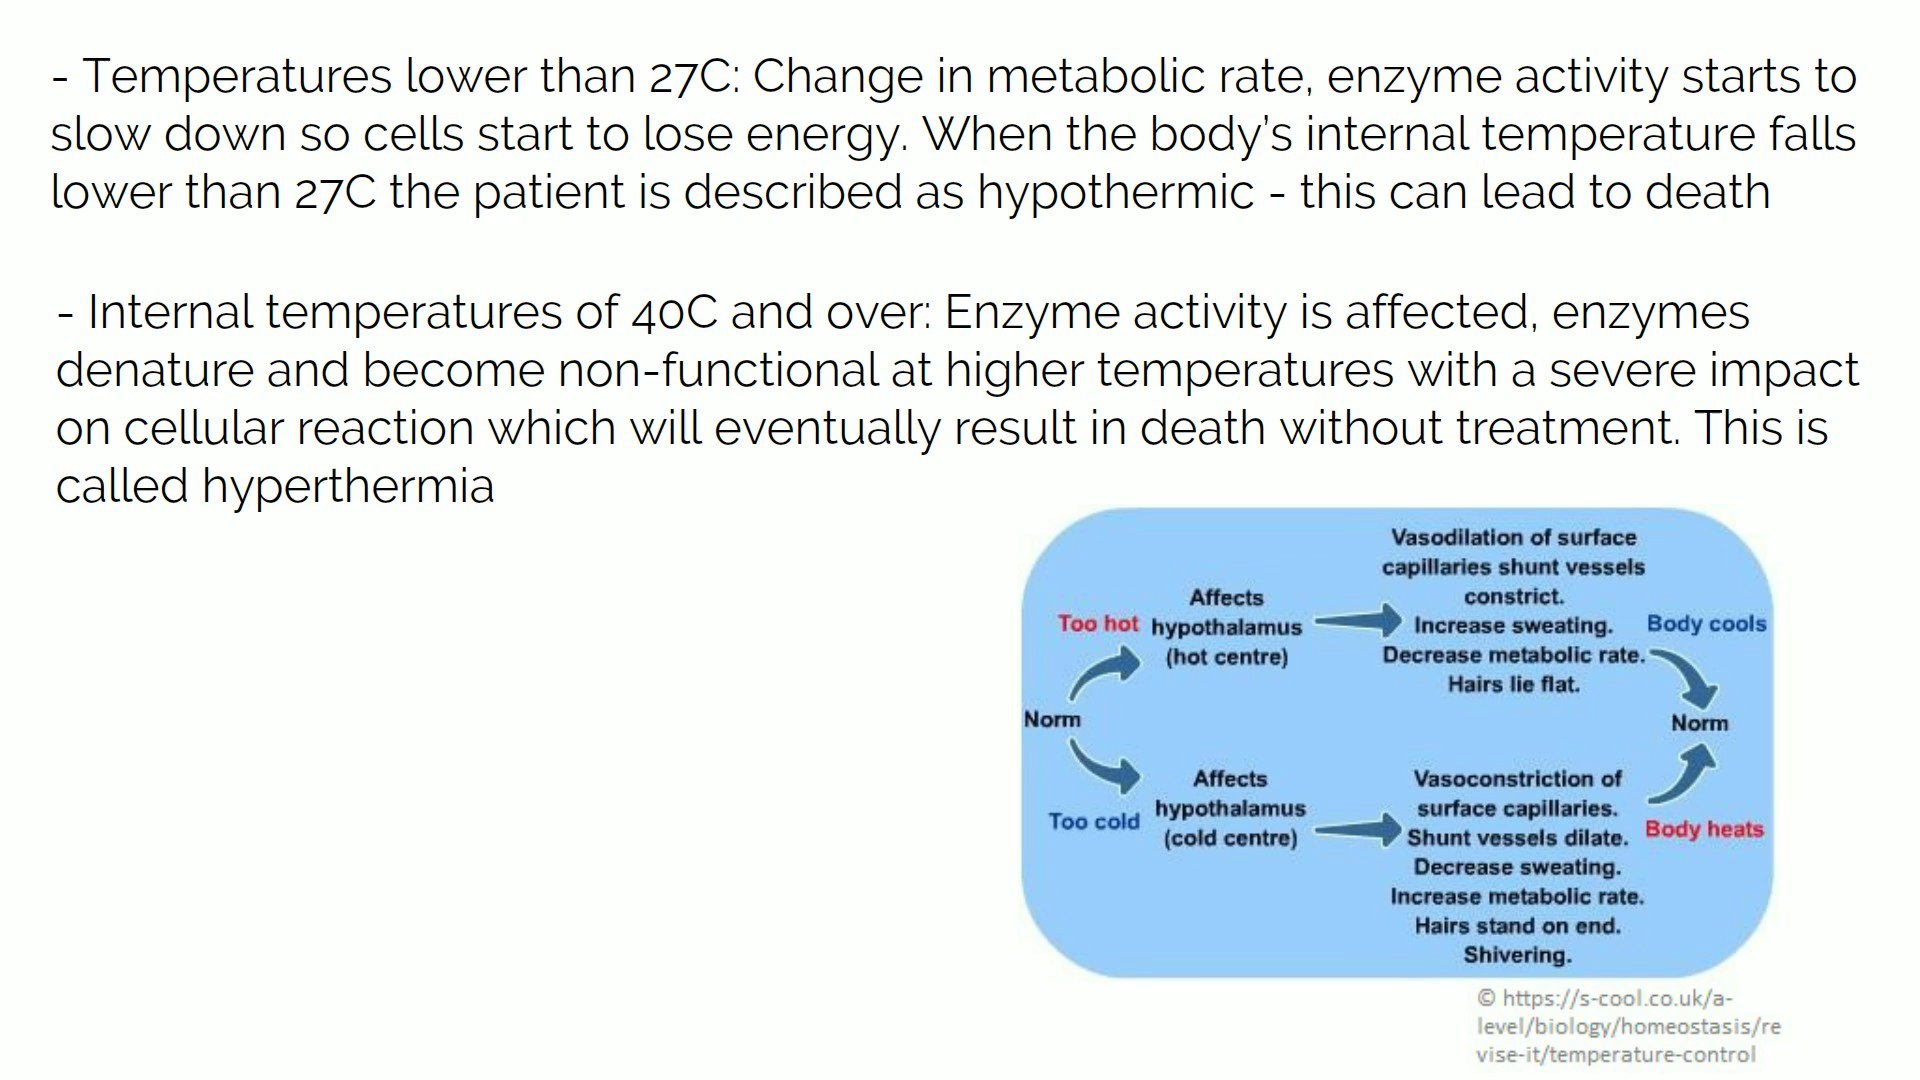 - Temperatures lower than 27C: Change in metabolic rate, enzyme activity starts to
slow down so cells start to lose energy. When the body’s internal temperature falls
lower than 27C the patient is described as hypothermic - this can lead to death
- Internal temperatures of 40C and over: Enzyme activity is affected, enzymes
denature and become non-functional at higher temperatures with a severe impact
on cellular reaction which will eventually result in death without treatment. This is
called hyperthermia
Norm
Too hot
Affects
hypothalamus
(hot centre)
Vasodilation of surface
capillaries shunt vessels
constrict.
Increase sweating.
Decrease metabolic rate.
Hairs lie flat.
Body cools
Norm
Too cold
Affects
hypothalamus
(cold centre)
Vasoconstriction of
surface capillaries.
Shunt vessels dilate.
Decrease sweating.
Increase metabolic rate.
Hairs stand on end.
Shivering.
Body heats
© https://s-cool.co.uk/a-
level/biology/homeostasis/re
vise-it/temperature-control